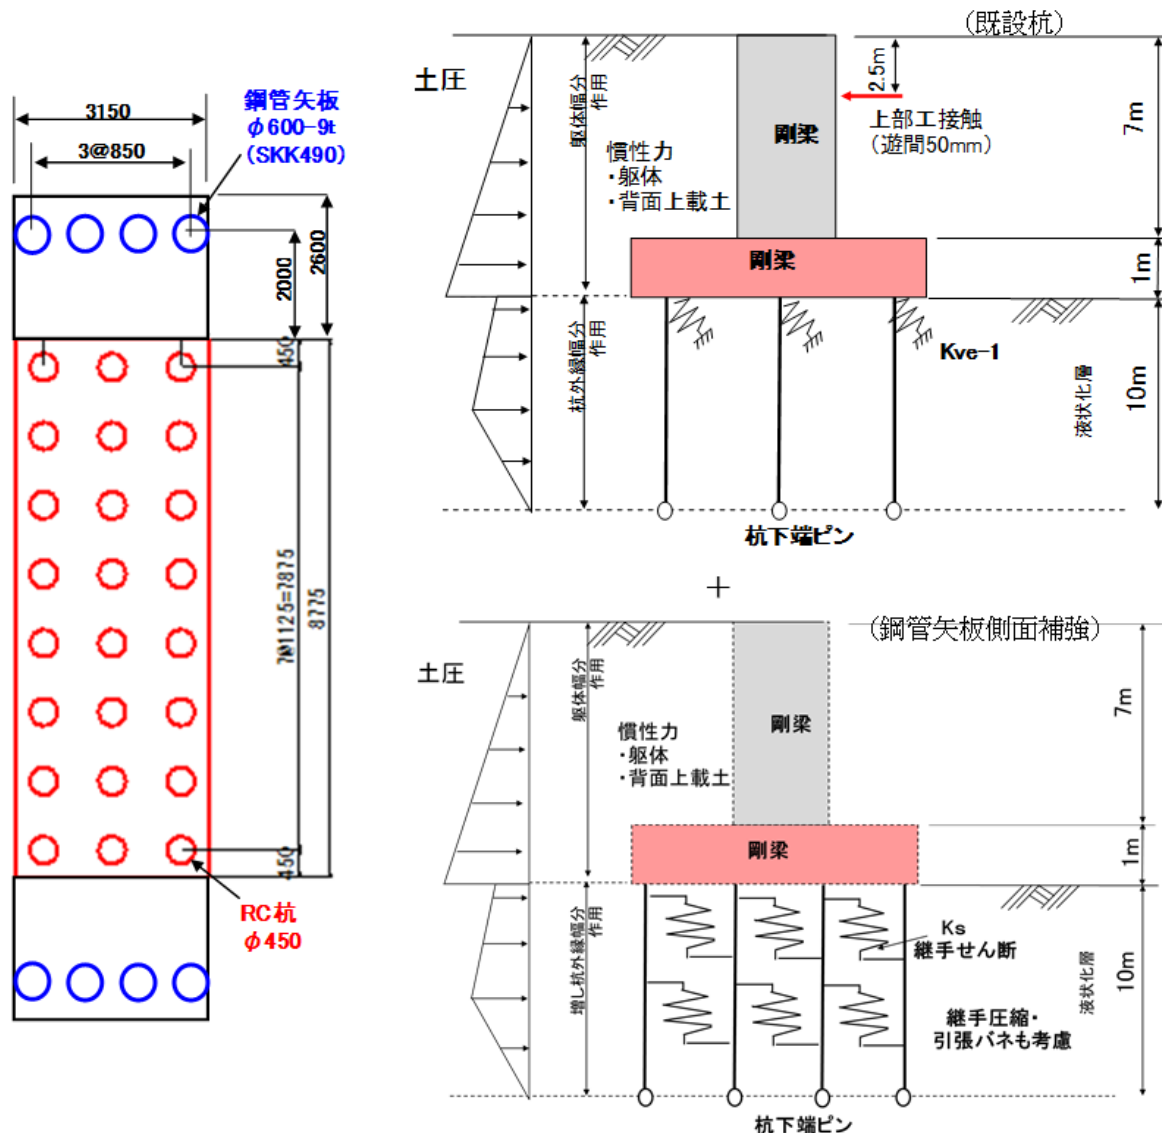 3150
3@850
鋼管矢板
φ600-9t
(SKK490)
2000
2600
450
7@1125=7875
8775
450
RC杭
φ450
(既設杭)
土圧
躯体幅分
作用
慣性力
・躯体
・背面上載土
剛梁
2.5m
上部工接触
(遊間50mm)
7m
剛梁
1m
杭外縁幅分
作用
Kve-1
液状化層
10m
杭下端ピン
+
(鋼管矢板側面補強)
土圧
躯体幅分
作用
慣性力
・躯体
・背面上載土
剛梁
7m
剛梁
1m
増し杭外縁幅分
作用
Ks
継手せん断
継手圧縮・
引張バネも考慮
液状化層
10m
杭下端ピン